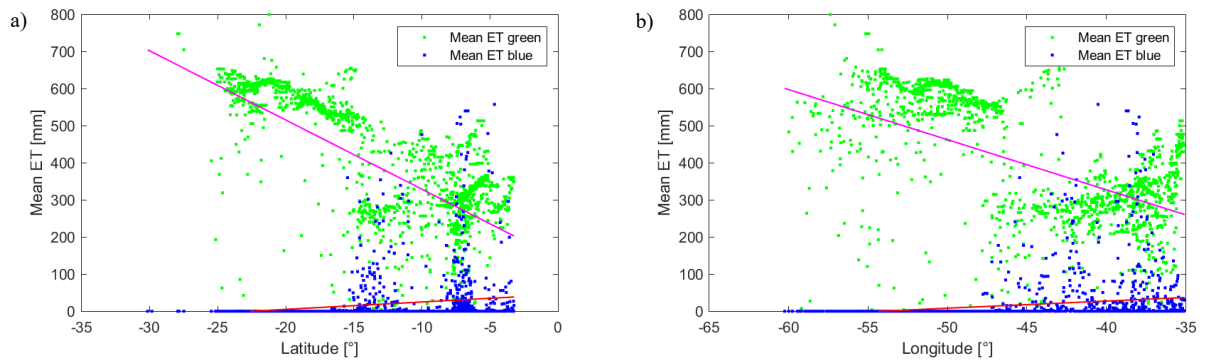 a)
800
700
600
500
400
300
200
100
0
Mean ET [mm]
Mean ET green
Mean ET blue
-35 -30 -25 -20 -15 -10 -5 0
Latitude [°]
b)
800
700
600
500
400
300
200
100
0
Mean ET [mm]
Mean ET green
Mean ET blue
-65 -60 -55 -50 -45 -40 -35
Longitude [°]